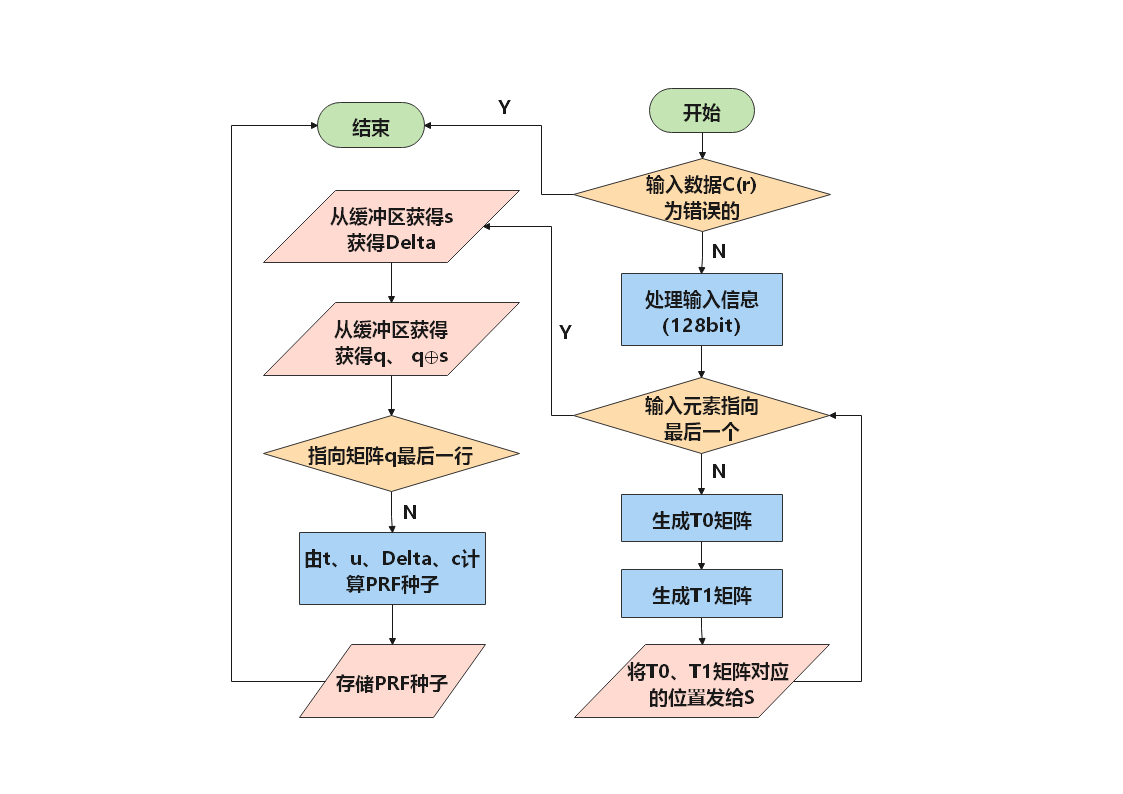 开始
输入数据C(r)
为错误的
Y
结束
N
处理输入信息
(128bit)
输入元素指向
最后一个
N
生成T0矩阵
生成T1矩阵
将T0、T1矩阵对应
的位置发给S
Y
从缓冲区获得s
获得Delta
从缓冲区获得
获得q、 q⊕s
指向矩阵q最后一行
N
由t、u、Delta、c计
算PRF种子
存储PRF种子